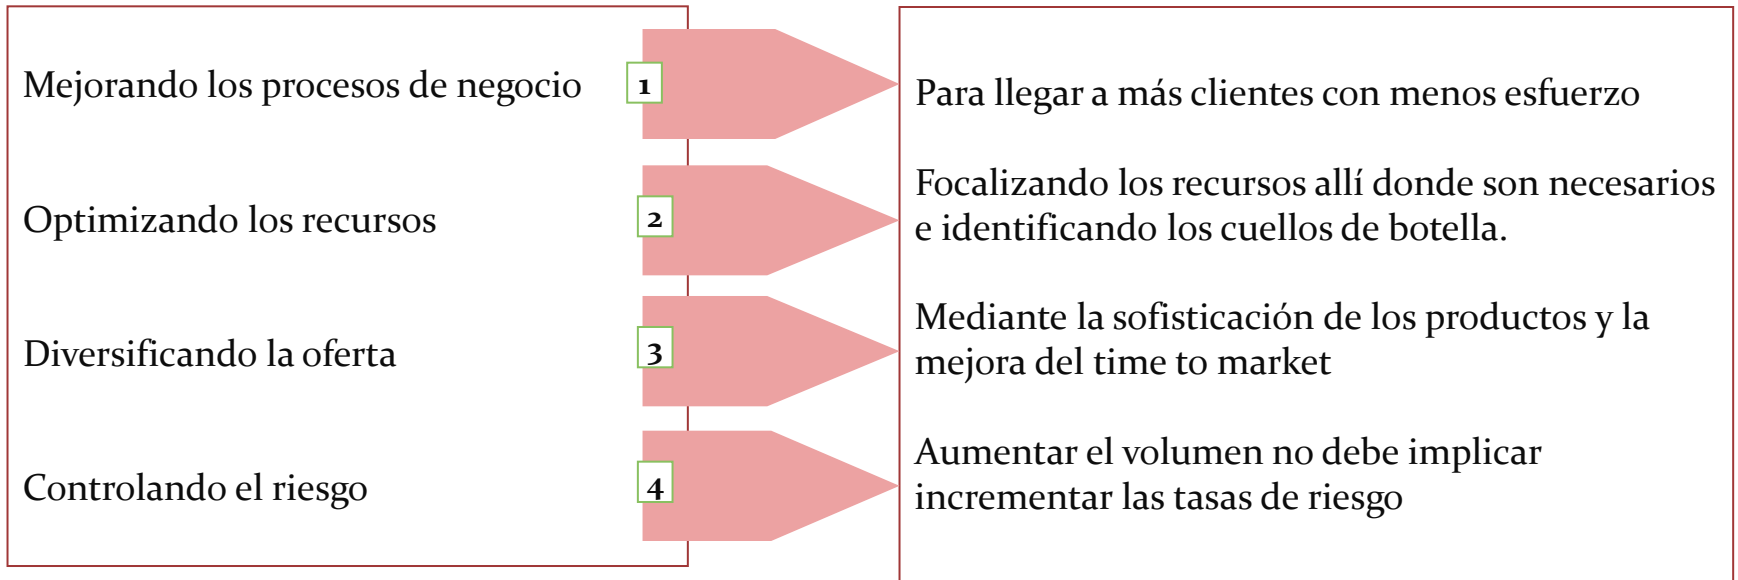 Mejorando los procesos de negocio
1
Para llegar a más clientes con menos esfuerzo
Optimizando los recursos
2
Focalizando los recursos allí donde son necesarios
e identificando los cuellos de botella.
Diversificando la oferta
3
Mediante la sofisticación de los productos y la
mejora del time to market
Controlando el riesgo
4
Aumentar el volumen no debe implicar
incrementar las tasas de riesgo